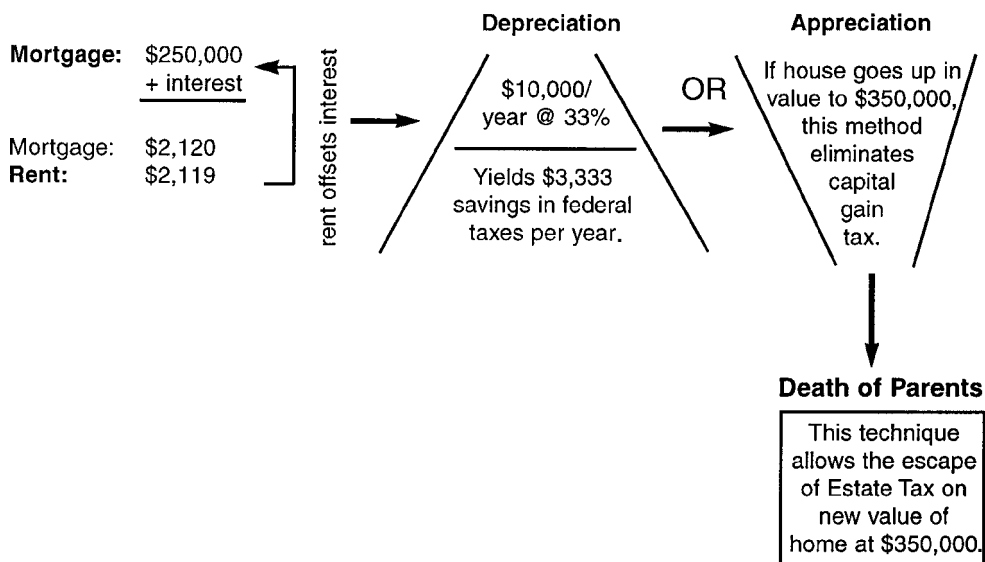 Mortgage: $250,000
+ interest
Mortgage: $2,120
Rent: $2,119
rent offsets interest
Depreciation
$10,000/
year @ 33%
Yields $3,333
savings in federal
taxes per year.
OR
Appreciation
If house goes up in
value to $350,000,
this method
eliminates
capital
gain
tax.
Death of Parents
This technique
allows the escape
of Estate Tax on
new value of
home at $350,000.